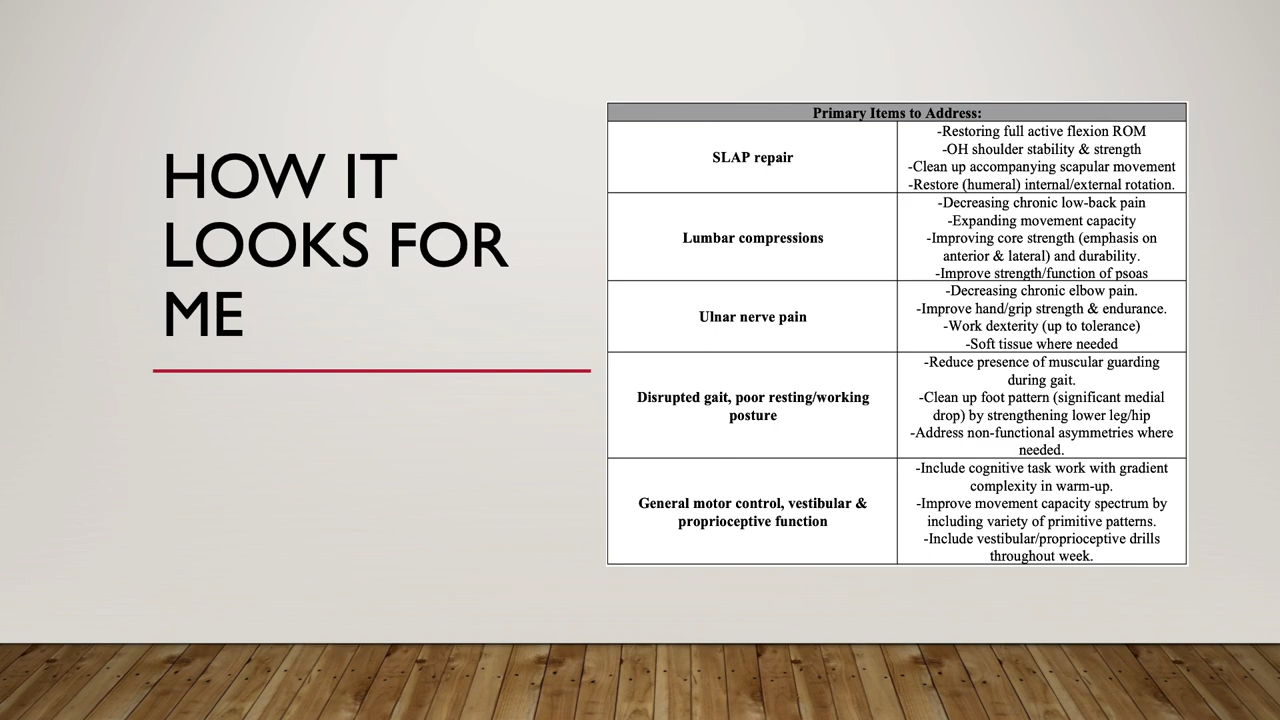 HOW IT
LOOKS FOR
ME
Primary Items to Address:
SLAP repair
-Restoring full active flexion ROM
-OH shoulder stability & strength
-Clean up accompanying scapular movement
-Restore (humeral) internal/external rotation.
Lumbar compressions
-Decreasing chronic low-back pain
-Expanding movement capacity
-Improving core strength (emphasis on
anterior & lateral) and durability.
-Improve strength/function of psoas
Ulnar nerve pain
-Decreasing chronic elbow pain.
-Improve hand/grip strength & endurance.
-Work dexterity (up to tolerance)
-Soft tissue where needed
Disrupted gait, poor resting/working
posture
-Reduce presence of muscular guarding
during gait.
-Clean up foot pattern (significant medial
drop) by strengthening lower leg/hip
-Address non-functional asymmetries where
needed.
General motor control, vestibular &
proprioceptive function
-Include cognitive task work with gradient
complexity in warm-up.
-Improve movement capacity spectrum by
including variety of primitive patterns.
-Include vestibular/proprioceptive drills
throughout week.